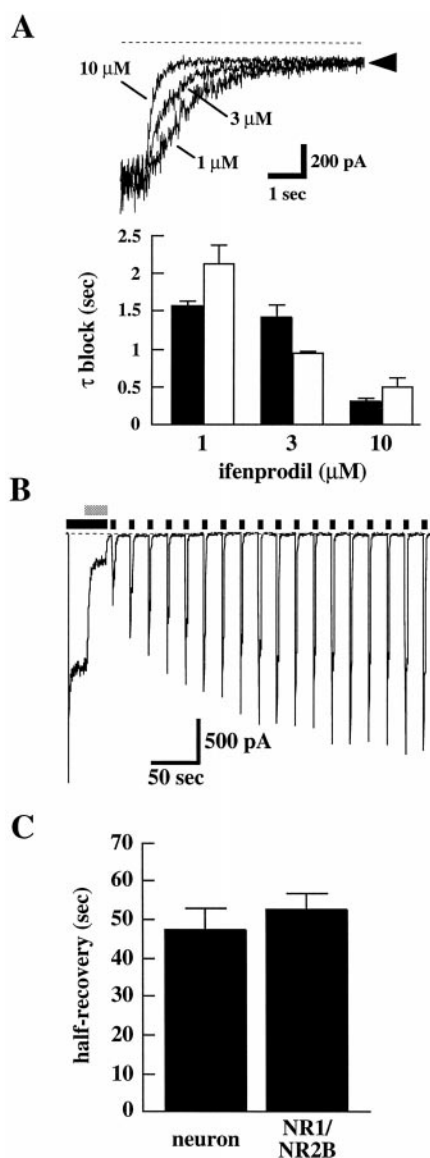 A
10 μM
3 μM
1 μM
200 pA
1 sec
2.5
2
1.5
1
0.5
0
τ block (sec)
1 3 10
ifenprodil (μM)
B
500 pA
50 sec
C
70
60
50
40
30
20
10
0
half-recovery (sec)
neuron NR1/
NR2B